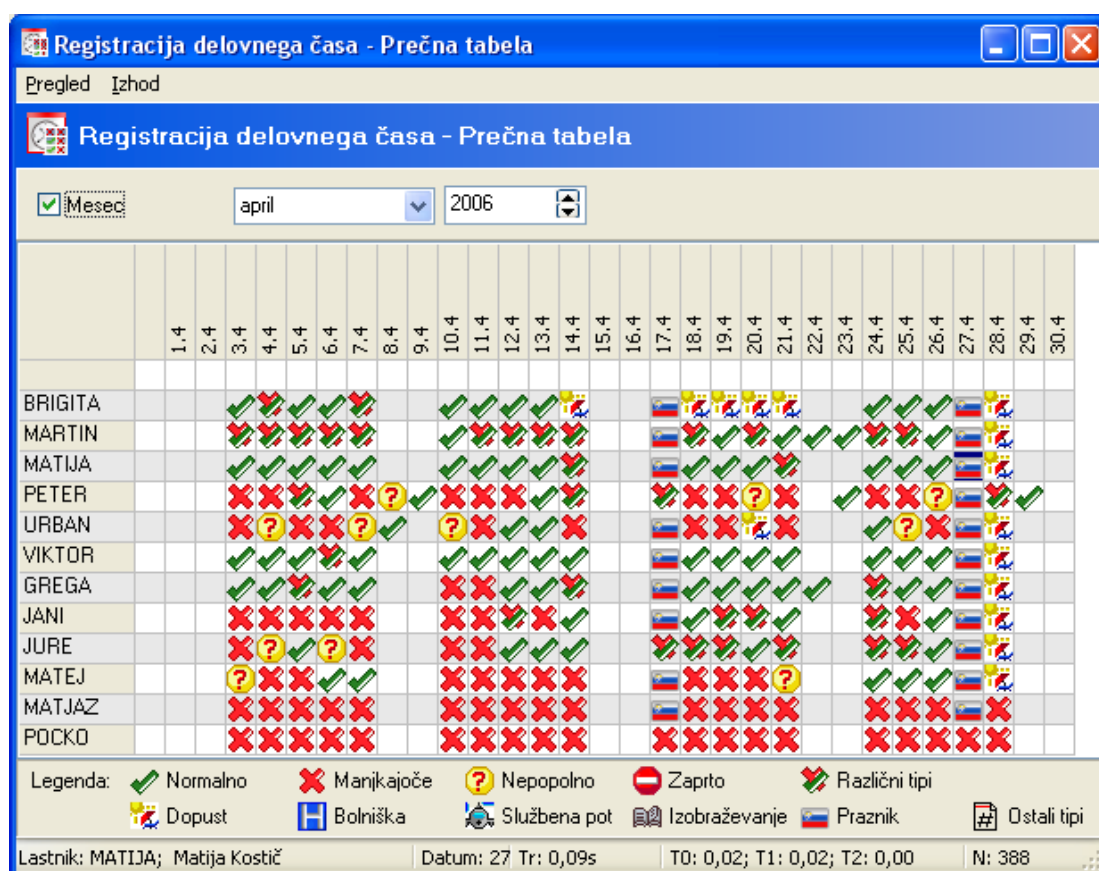 Registracija delovnega časa - Prečna tabela
Pregled Izhod
Registracija delovnega časa - Prečna tabela
Mesec april 2006
1.4 2.4 3.4 4.4 5.4 6.4 7.4 8.4 9.4 10.4 11.4 12.4 13.4 14.4 15.4 16.4 17.4 18.4 19.4 20.4 21.4 22.4 23.4 24.4 25.4 26.4 27.4 28.4 29.4 30.4
BRIGITA
MARTIN
MATIJA
PETER
URBAN
VIKTOR
GREGA
JANI
JURE
MATEJ
MATJAZ
POCKO
Legenda: Normalno Manjkajoče Nepopolno Zaprto Različni tipi
Dopust Bolniška Službena pot Izobraževanje Praznik Ostali tipi
Lastnik: MATIJA; Matija Kostič Datum: 27 Tr: 0,09s T0: 0,02; T1: 0,02; T2: 0,00 N: 388